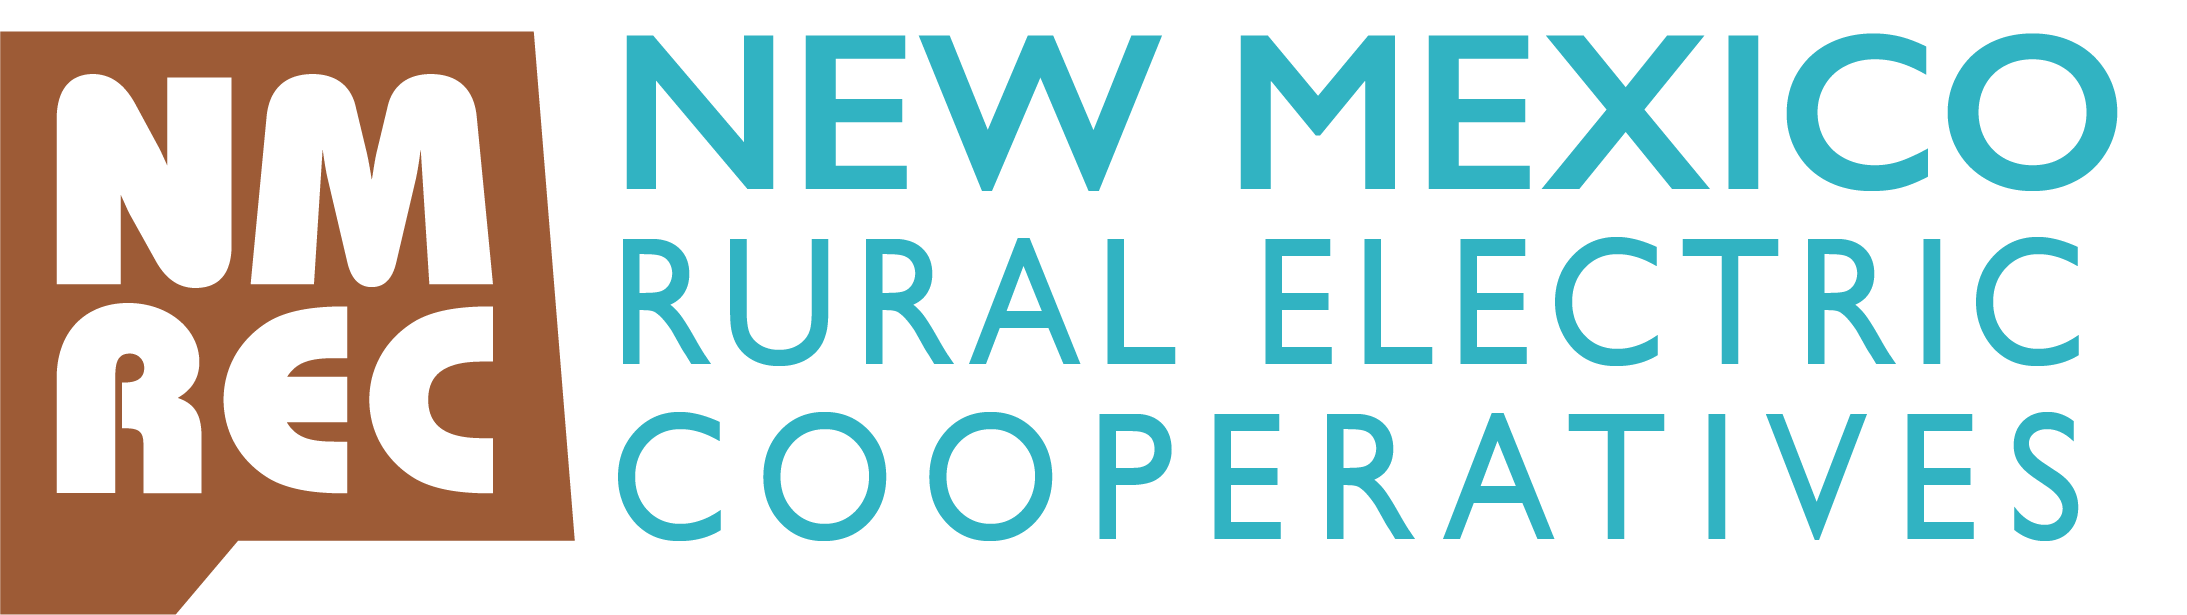 NM
REC
NEW MEXICO
RURAL ELECTRIC
COOPERATIVES